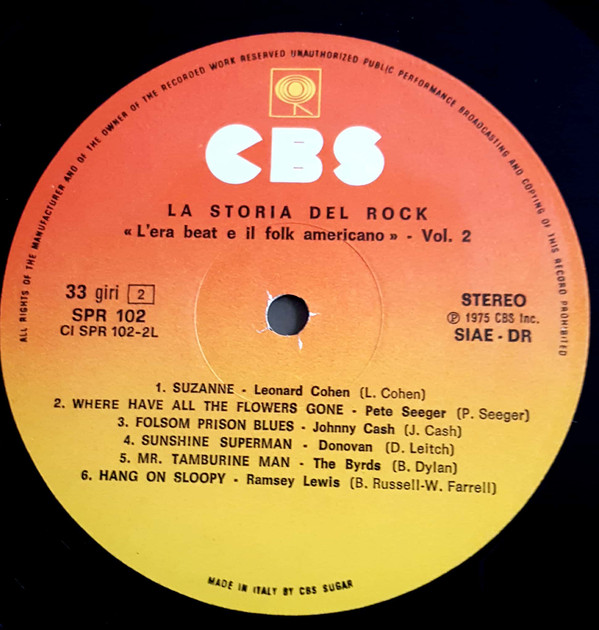 ALL RIGHTS OF THE MANUFACTURER AND OF THE OWNER OF THE RECORDED WORK RESERVED UNAUTHORIZED PUBLIC PERFORMANCE BROADCASTING AND COPYING OF THIS RECORD PROHIBITED
CBS
LA STORIA DEL ROCK
« L'era beat e il folk americano » - Vol. 2
33 giri 2
SPR 102
CI SPR 102-2L
STEREO
℗ 1975 CBS Inc.
SIAE - DR
1. SUZANNE - Leonard Cohen (L. Cohen)
2. WHERE HAVE ALL THE FLOWERS GONE - Pete Seeger (P. Seeger)
3. FOLSOM PRISON BLUES - Johnny Cash (J. Cash)
4. SUNSHINE SUPERMAN - Donovan (D. Leitch)
5. MR. TAMBURINE MAN - The Byrds (B. Dylan)
6. HANG ON SLOOPY - Ramsey Lewis (B. Russell-W. Farrell)
MADE IN ITALY BY CBS SUGAR